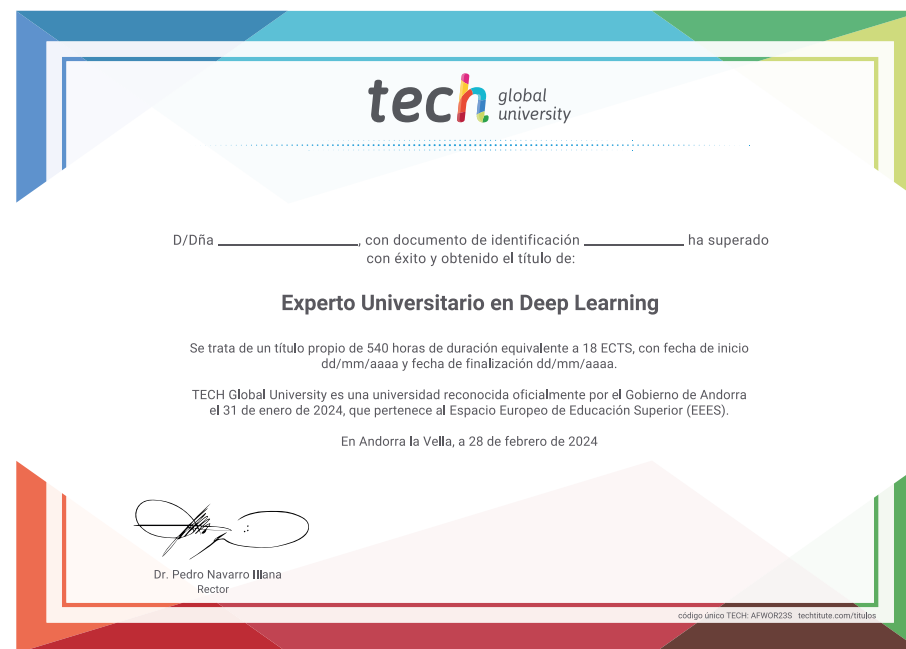 tech global university
D/Dña ____________________, con documento de identificación ______________ ha superado
con éxito y obtenido el título de:
Experto Universitario en Deep Learning
Se trata de un título propio de 540 horas de duración equivalente a 18 ECTS, con fecha de inicio
dd/mm/aaaa y fecha de finalización dd/mm/aaaa.
TECH Global University es una universidad reconocida oficialmente por el Gobierno de Andorra
el 31 de enero de 2024, que pertenece al Espacio Europeo de Educación Superior (EEES).
En Andorra la Vella, a 28 de febrero de 2024
Dr. Pedro Navarro Illana
Rector
código único TECH: AFWOR23S techtitute.com/titulos